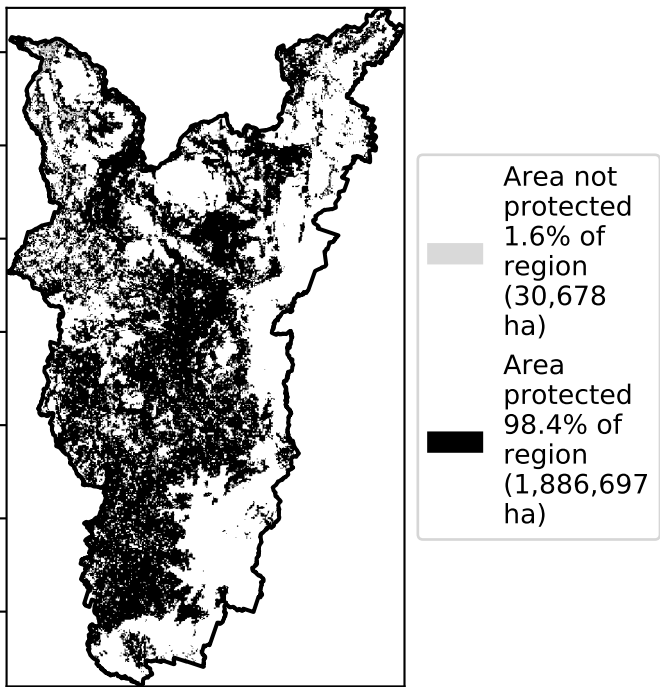 Area not
protected
1.6% of
region
(30,678
ha)
Area
protected
98.4% of
region
(1,886,697
ha)